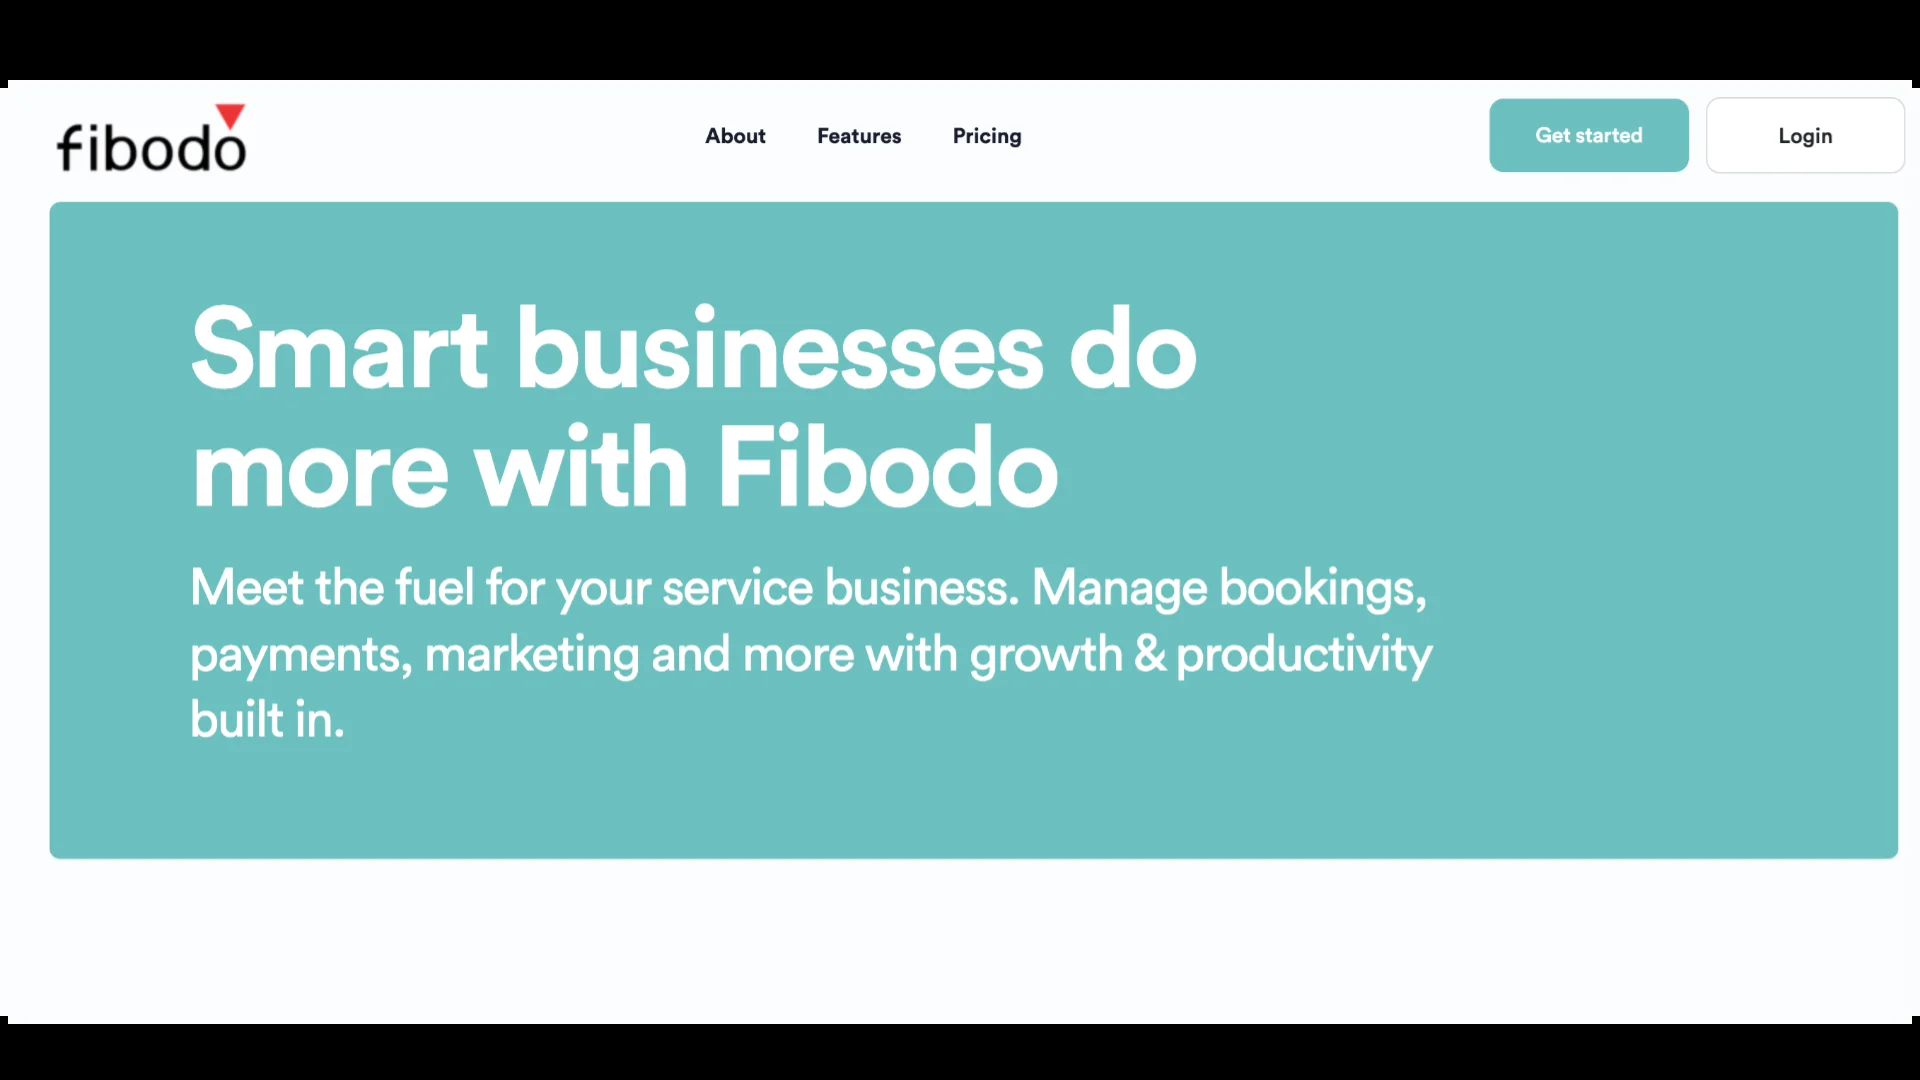 fibodo
About
Features
Pricing
Get started
Login
Smart businesses do
more with Fibodo
Meet the fuel for your service business. Manage bookings,
payments, marketing and more with growth & productivity
built in.